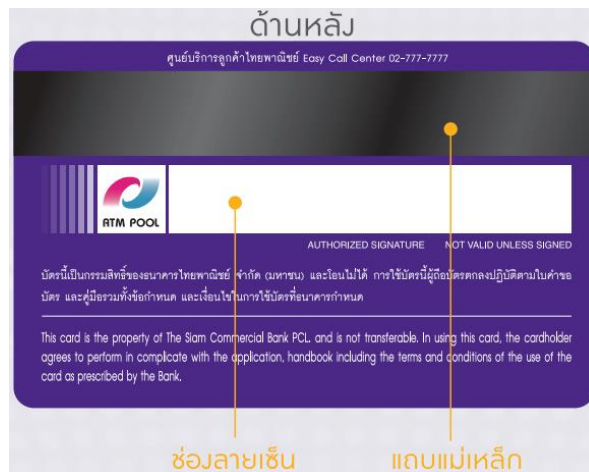 ด้านหลัง
ศูนย์บริการลูกค้าไทยพาณิชย์ Easy Call Center 02-777-7777
ATM POOL
AUTHORIZED SIGNATURE NOT VALID UNLESS SIGNED
บัตรนี้เป็นกรรมสิทธิ์ของธนาคารไทยพาณิชย์ จำกัด (มหาชน) และโอนไม่ได้ การใช้บัตรนี้ผู้ถือบัตรตกลงปฏิบัติตามใบคำขอ
บัตร และคู่มือรวมทั้งข้อกำหนด และเงื่อนไขในการใช้บัตรที่ธนาคารกำหนด
This card is the property of The Siam Commercial Bank PCL. and is not transferable. In using this card, the cardholder
agrees to perform in complicate with the application, handbook including the terms and conditions of the use of the
card as prescribed by the Bank.
ช่องลายเซ็น แถบแม่เหล็ก